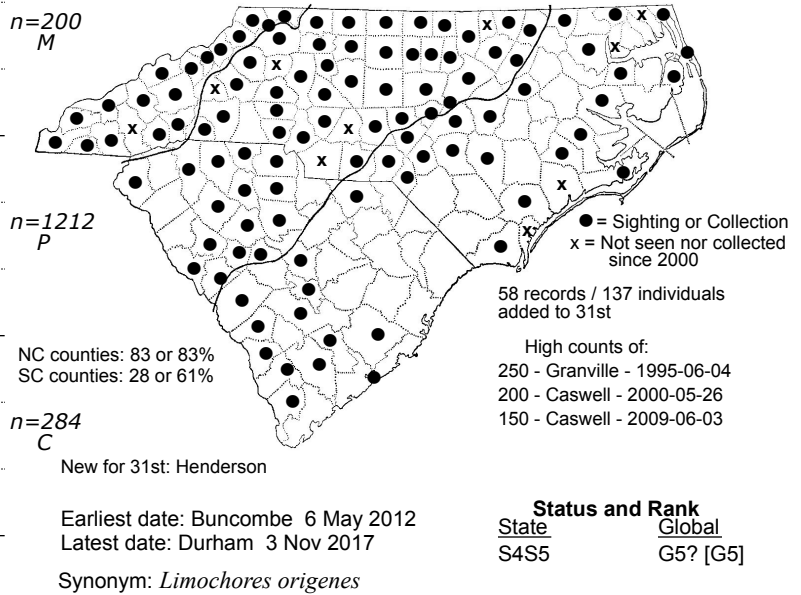 n=200
M
n=1212
P
n=284
C
● = Sighting or Collection
x = Not seen nor collected
since 2000
58 records / 137 individuals
added to 31st
High counts of:
250 - Granville - 1995-06-04
200 - Caswell - 2000-05-26
150 - Caswell - 2009-06-03
NC counties: 83 or 83%
SC counties: 28 or 61%
New for 31st: Henderson
Earliest date: Buncombe 6 May 2012
Latest date: Durham 3 Nov 2017
Synonym: Limochores origenes
Status and Rank
State Global
S4S5 G5? [G5]